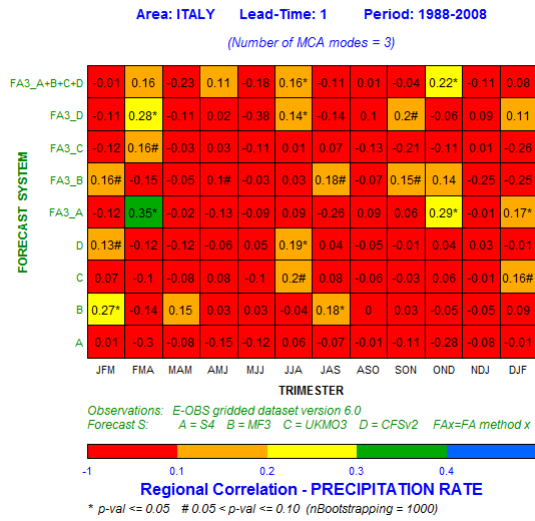 Area: ITALY Lead-Time: 1 Period: 1988-2008
(Number of MCA modes = 3)
FORECAST SYSTEM
FA3_A+B+C+D -0.01 0.16 -0.23 0.11 -0.18 0.16* -0.11 0.01 -0.04 0.22* -0.11 0.08
FA3_D -0.11 0.28* -0.11 0.02 -0.38 0.14* -0.14 0.1 0.2# -0.06 0.09 0.11
FA3_C -0.12 0.16# -0.03 -0.11 -0.11 0.01 0.07 -0.13 -0.21 -0.11 0.01 -0.26
FA3_B 0.16# -0.15 -0.05 0.1# -0.03 0.03 0.18# -0.07 0.15# 0.14 -0.25 -0.25
FA3_A -0.12 0.35* -0.02 -0.13 -0.09 0.09 -0.26 0.09 0.06 0.29* -0.01 0.17*
D 0.13# -0.12 -0.12 -0.06 0.05 0.19* 0.04 -0.05 -0.01 0.04 0.03 -0.01
C 0.07 -0.1 -0.08 0.08 -0.1 0.2# 0.08 -0.06 -0.03 0.06 -0.01 0.16#
B 0.27* -0.14 0.15 0.03 0.03 -0.04 0.18* 0 0.03 -0.05 -0.05 0.09
A 0.01 -0.3 -0.08 -0.15 -0.12 0.06 -0.07 -0.01 -0.11 -0.28 -0.08 -0.01
JFM FMA MAM AMJ MJJ JJA JAS ASO SON OND NDJ DJF
TRIMESTER
Observations: E-OBS gridded dataset version 6.0
Forecast S: A = S4 B = MF3 C = UKMO3 D = CFSv2 FAx=FA method x
-1 0.1 0.2 0.3 0.4
Regional Correlation - PRECIPITATION RATE
* p-val <= 0.05 # 0.05 < p-val <= 0.10 (nBootstrapping = 1000)